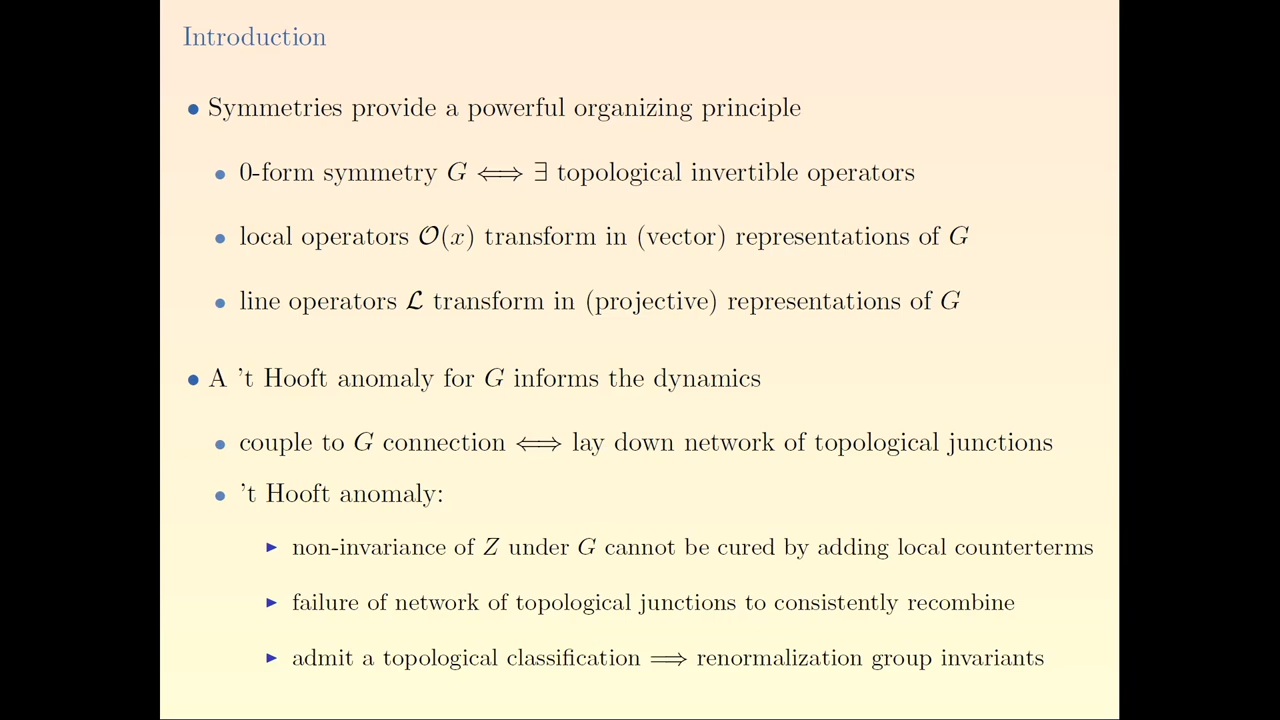 Introduction
• Symmetries provide a powerful organizing principle
• 0-form symmetry G ⟺ ∃ topological invertible operators
• local operators 𝒪(x) transform in (vector) representations of G
• line operators ℒ transform in (projective) representations of G
• A 't Hooft anomaly for G informs the dynamics
• couple to G connection ⟺ lay down network of topological junctions
• 't Hooft anomaly:
▶ non-invariance of Z under G cannot be cured by adding local counterterms
▶ failure of network of topological junctions to consistently recombine
▶ admit a topological classification ⟹ renormalization group invariants